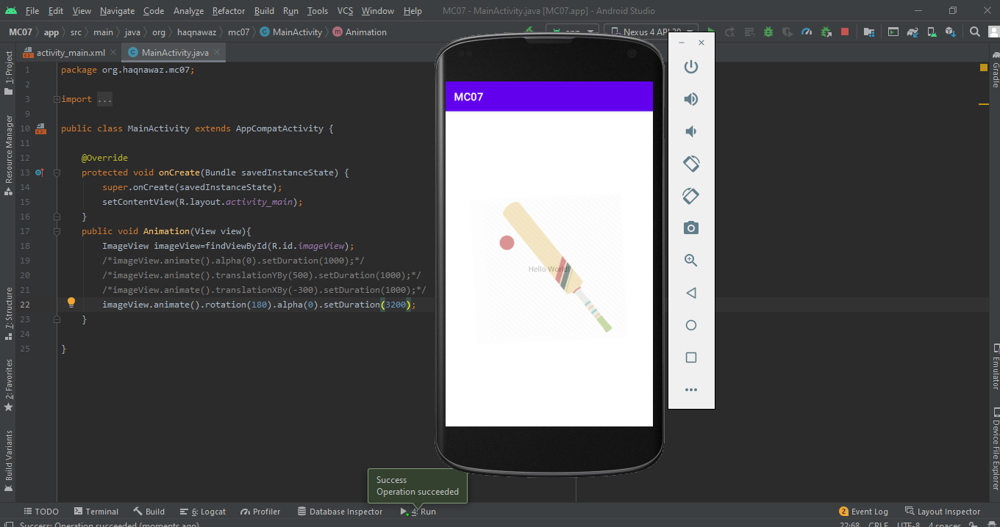 File Edit View Navigate Code Analyze Refactor Build Run Tools VCS Window Help MC07 - MainActivity.java [MC07.app] - Android Studio
MC07 app src main java org haqnawaz mc07 MainActivity Animation Nexus 4 API 30
activity_main.xml MainActivity.java
1 package org.haqnawaz.mc07;
2
3 import ...
9
10 public class MainActivity extends AppCompatActivity {
11
12 @Override
13 protected void onCreate(Bundle savedInstanceState) {
14 super.onCreate(savedInstanceState);
15 setContentView(R.layout.activity_main);
16 }
17 public void Animation(View view){
18 ImageView imageView=findViewById(R.id.imageView);
19 /*imageView.animate().alpha(0).setDuration(1000);*/
20 /*imageView.animate().translationYBy(500).setDuration(1000);*/
21 /*imageView.animate().translationXBy(-300).setDuration(1000);*/
22 imageView.animate().rotation(180).alpha(0).setDuration(3200);
23 }
24
25 }
1: Project
Resource Manager
7: Structure
2: Favorites
Build Variants
MC07
Hello World!
Gradle
Emulator
Device File Explorer
Success
Operation succeeded
TODO Terminal Build 6: Logcat Profiler Database Inspector 4: Run 2 Event Log Layout Inspector
Success: Operation succeeded (moments ago) 22:68 CRLF UTF-8 4 spaces